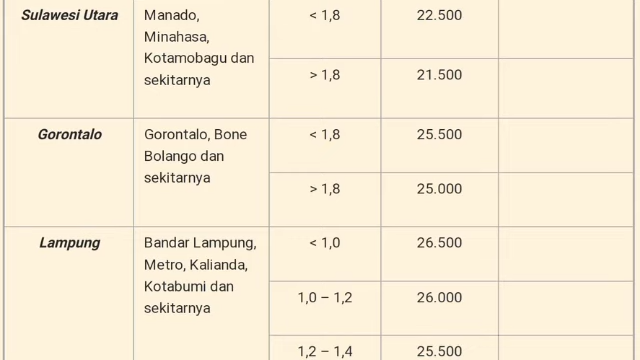 Sulawesi Utara
Manado,
Minahasa,
Kotamobagu dan
sekitarnya
< 1,8
22.500
> 1,8
21.500
Gorontalo
Gorontalo, Bone
Bolango dan
sekitarnya
< 1,8
25.500
> 1,8
25.000
Lampung
Bandar Lampung,
Metro, Kalianda,
Kotabumi dan
sekitarnya
< 1,0
26.500
1,0 – 1,2
26.000
1,2 – 1,4
25.500